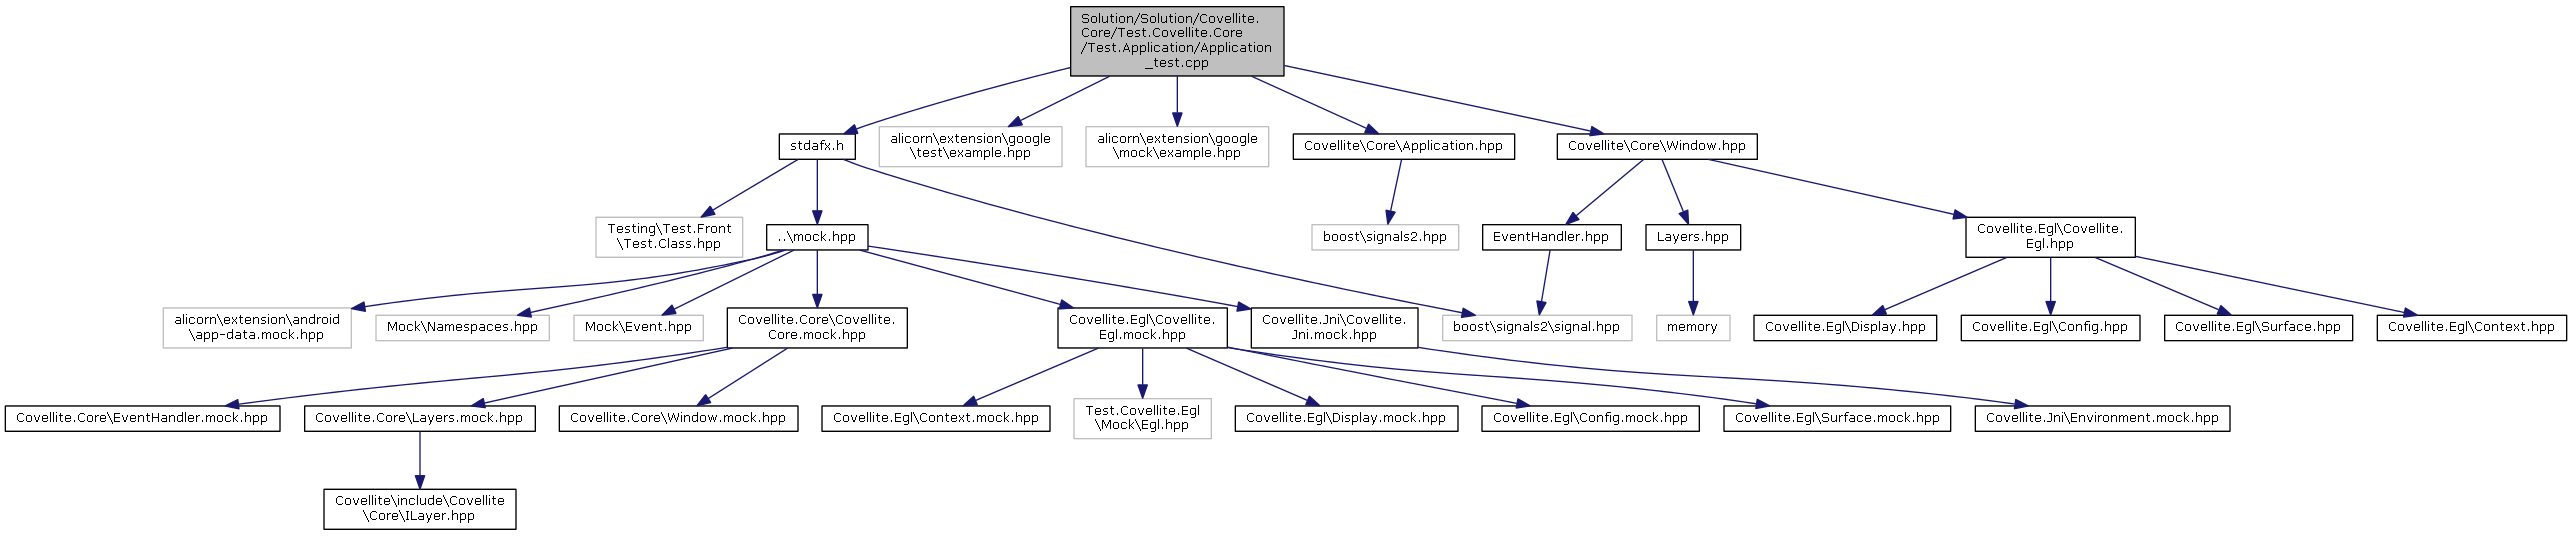 Solution/Solution/Covellite.
Core/Test.Covellite.Core
/Test.Application/Application
_test.cpp
stdafx.h
alicorn\extension\google
\test\example.hpp
alicorn\extension\google
\mock\example.hpp
Covellite\Core\Application.hpp
Covellite\Core\Window.hpp
Testing\Test.Front
\Test.Class.hpp
..\mock.hpp
boost\signals2.hpp
EventHandler.hpp
Layers.hpp
Covellite.Egl\Covellite.
Egl.hpp
alicorn\extension\android
\app-data.mock.hpp
Mock\Namespaces.hpp
Mock\Event.hpp
Covellite.Core\Covellite.
Core.mock.hpp
Covellite.Egl\Covellite.
Egl.mock.hpp
Covellite.Jni\Covellite.
Jni.mock.hpp
boost\signals2\signal.hpp
memory
Covellite.Egl\Display.hpp
Covellite.Egl\Config.hpp
Covellite.Egl\Surface.hpp
Covellite.Egl\Context.hpp
Covellite.Core\EventHandler.mock.hpp
Covellite.Core\Layers.mock.hpp
Covellite.Core\Window.mock.hpp
Covellite.Egl\Context.mock.hpp
Test.Covellite.Egl
\Mock\Egl.hpp
Covellite.Egl\Display.mock.hpp
Covellite.Egl\Config.mock.hpp
Covellite.Egl\Surface.mock.hpp
Covellite.Jni\Environment.mock.hpp
Covellite\include\Covellite
\Core\ILayer.hpp